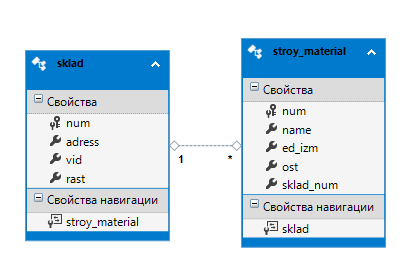 sklad
Свойства
num
adress
vid
rast
Свойства навигации
stroy_material
1
*
stroy_material
Свойства
num
name
ed_izm
ost
sklad_num
Свойства навигации
sklad